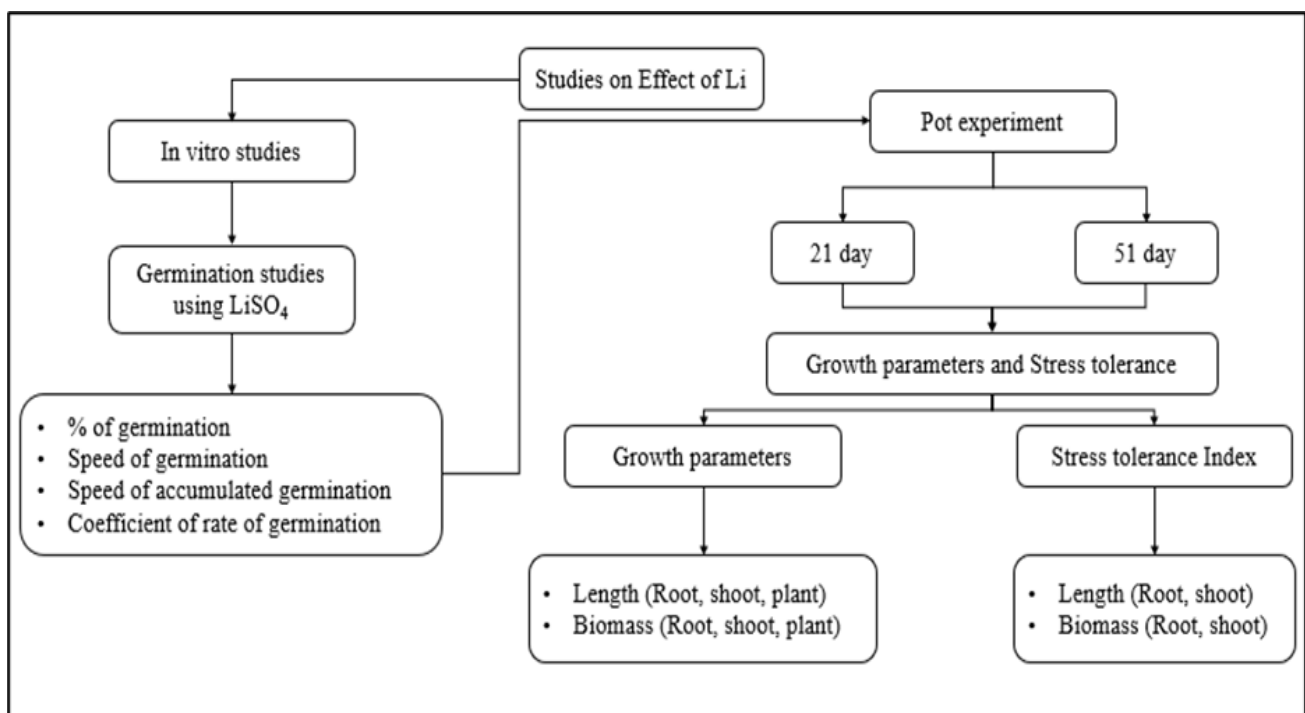 Studies on Effect of Li
In vitro studies
Germination studies
using LiSO₄
• % of germination
• Speed of germination
• Speed of accumulated germination
• Coefficient of rate of germination
Pot experiment
21 day
51 day
Growth parameters and Stress tolerance
Growth parameters
Stress tolerance Index
• Length (Root, shoot, plant)
• Biomass (Root, shoot, plant)
• Length (Root, shoot)
• Biomass (Root, shoot)